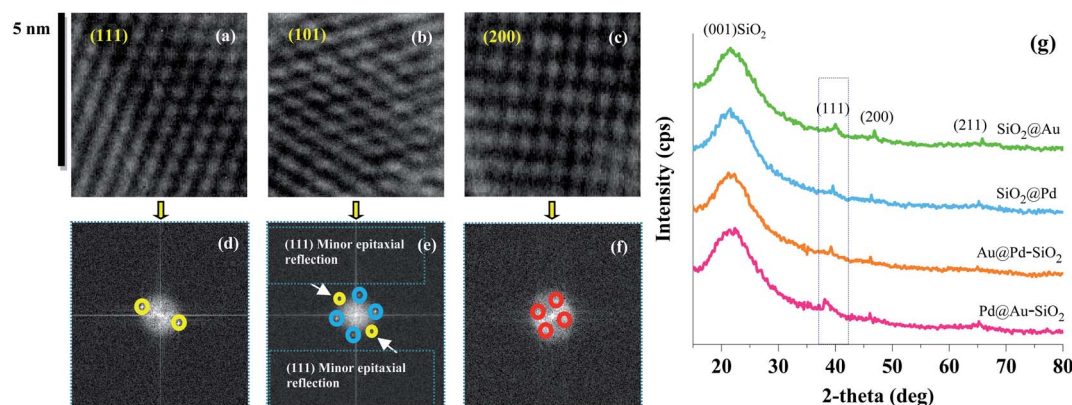 5 nm
(111)
(a)
(101)
(b)
(200)
(c)
(d)
(111) Minor epitaxial
reflection
(e)
(111) Minor epitaxial
reflection
(f)
(g)
(001)SiO₂
(111)
(200)
(211)
SiO₂@Au
SiO₂@Pd
Au@Pd-SiO₂
Pd@Au-SiO₂
Intensity (cps)
20 30 40 50 60 70 80
2-theta (deg)